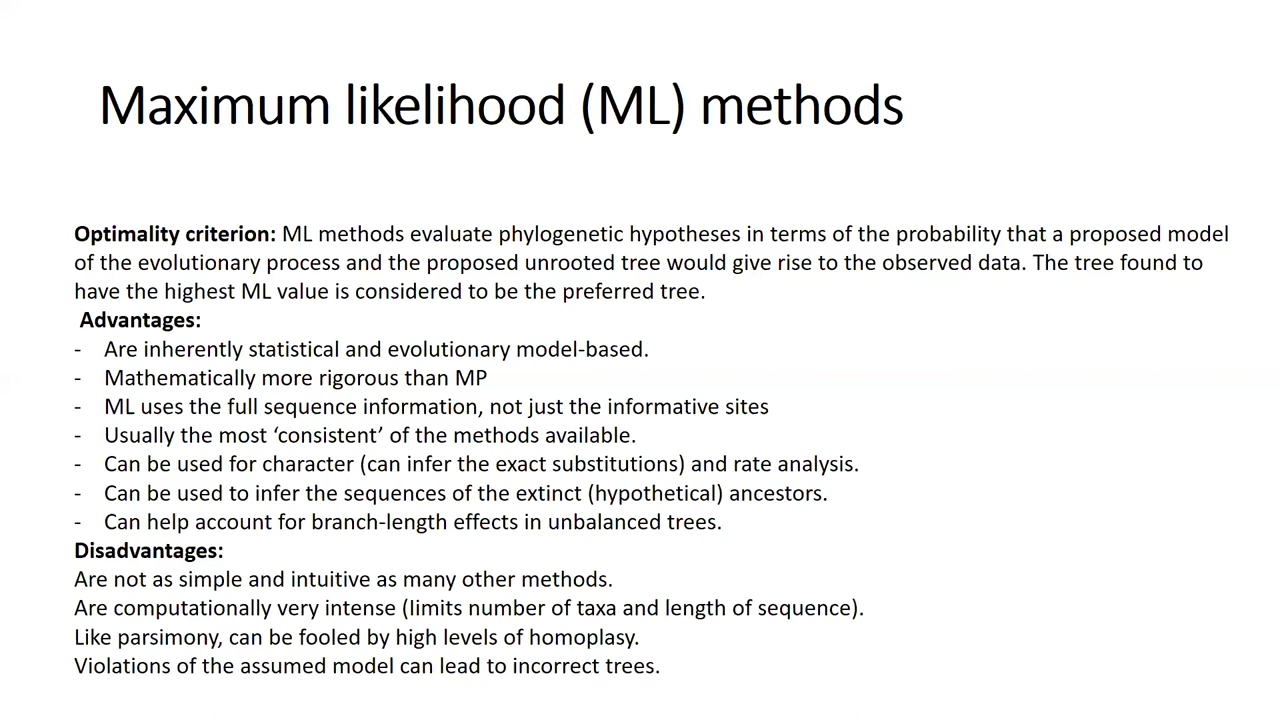 Maximum likelihood (ML) methods
Optimality criterion: ML methods evaluate phylogenetic hypotheses in terms of the probability that a proposed model
of the evolutionary process and the proposed unrooted tree would give rise to the observed data. The tree found to
have the highest ML value is considered to be the preferred tree.
Advantages:
- Are inherently statistical and evolutionary model-based.
- Mathematically more rigorous than MP
- ML uses the full sequence information, not just the informative sites
- Usually the most ‘consistent’ of the methods available.
- Can be used for character (can infer the exact substitutions) and rate analysis.
- Can be used to infer the sequences of the extinct (hypothetical) ancestors.
- Can help account for branch-length effects in unbalanced trees.
Disadvantages:
Are not as simple and intuitive as many other methods.
Are computationally very intense (limits number of taxa and length of sequence).
Like parsimony, can be fooled by high levels of homoplasy.
Violations of the assumed model can lead to incorrect trees.